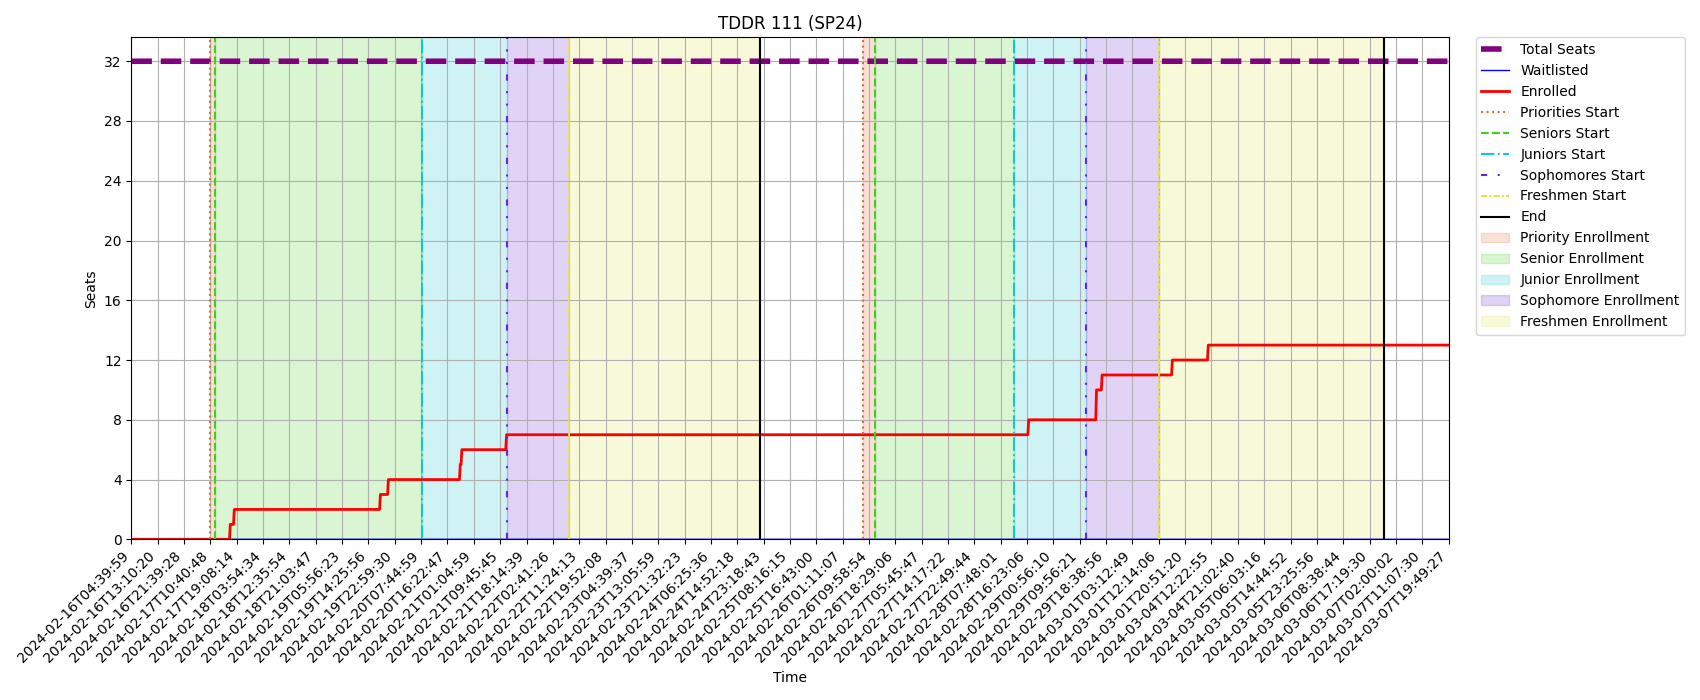 TDDR 111 (SP24)
Seats
32
28
24
20
16
12
8
4
0
2024-02-16T04:39:59
2024-02-16T13:10:20
2024-02-16T21:39:28
2024-02-17T10:40:48
2024-02-17T19:08:14
2024-02-18T03:54:34
2024-02-18T12:35:54
2024-02-18T21:03:47
2024-02-19T05:56:23
2024-02-19T14:25:56
2024-02-19T22:59:30
2024-02-20T07:44:59
2024-02-20T16:22:47
2024-02-21T01:04:59
2024-02-21T09:45:45
2024-02-21T18:14:39
2024-02-22T02:41:26
2024-02-22T11:24:13
2024-02-22T19:52:08
2024-02-23T04:39:37
2024-02-23T13:05:59
2024-02-23T21:32:23
2024-02-24T06:25:36
2024-02-24T14:52:18
2024-02-24T23:18:43
2024-02-25T08:16:15
2024-02-25T16:43:00
2024-02-26T01:11:07
2024-02-26T09:58:54
2024-02-26T18:29:06
2024-02-27T05:45:47
2024-02-27T14:17:22
2024-02-27T22:49:44
2024-02-28T07:48:01
2024-02-28T16:23:06
2024-02-29T00:56:10
2024-02-29T09:56:21
2024-02-29T18:38:56
2024-03-01T03:12:49
2024-03-01T12:14:06
2024-03-01T20:51:20
2024-03-04T12:22:55
2024-03-04T21:02:40
2024-03-05T06:03:16
2024-03-05T14:44:52
2024-03-05T23:25:56
2024-03-06T08:38:44
2024-03-06T17:19:30
2024-03-07T02:00:02
2024-03-07T11:07:30
2024-03-07T19:49:27
Time
Total Seats
Waitlisted
Enrolled
Priorities Start
Seniors Start
Juniors Start
Sophomores Start
Freshmen Start
End
Priority Enrollment
Senior Enrollment
Junior Enrollment
Sophomore Enrollment
Freshmen Enrollment